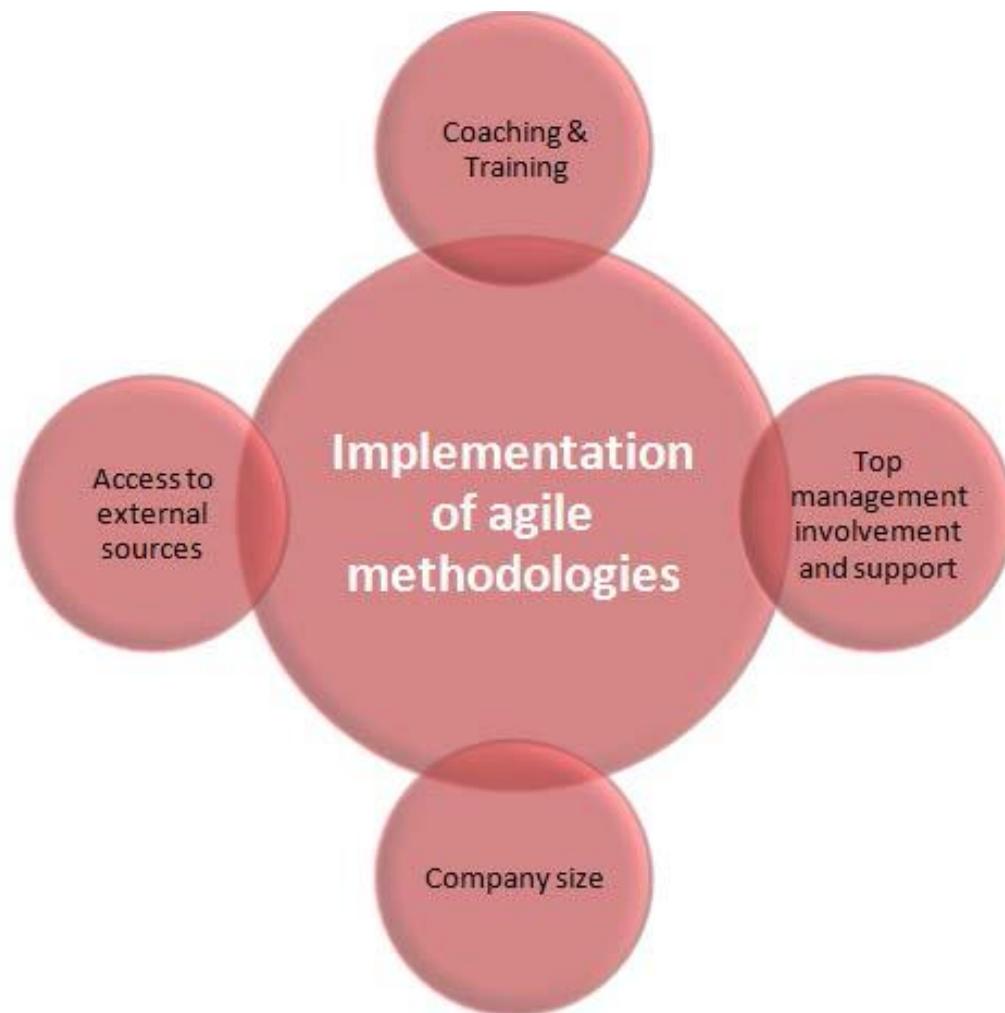 Coaching &
Training
Implementation
of agile
methodologies
Access to
external
sources
Top
management
involvement
and support
Company size